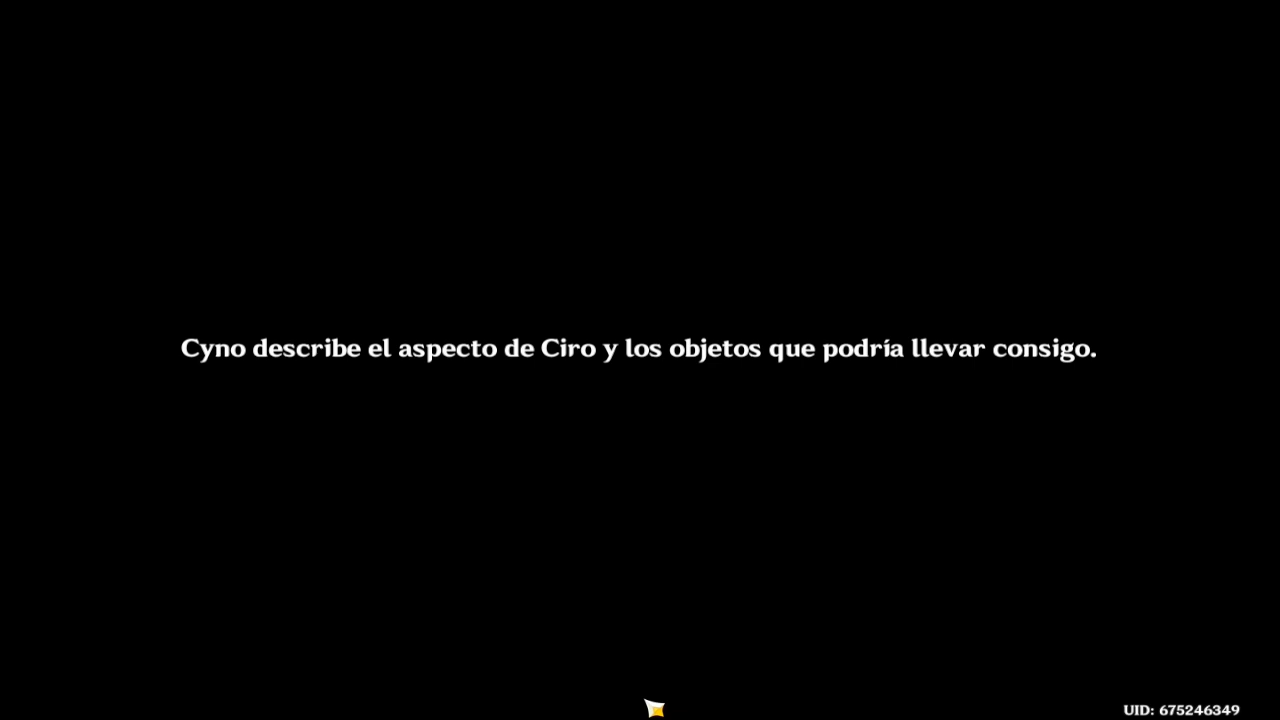 Cyno describe el aspecto de Ciro y los objetos que podría llevar consigo.
UID: 675246349